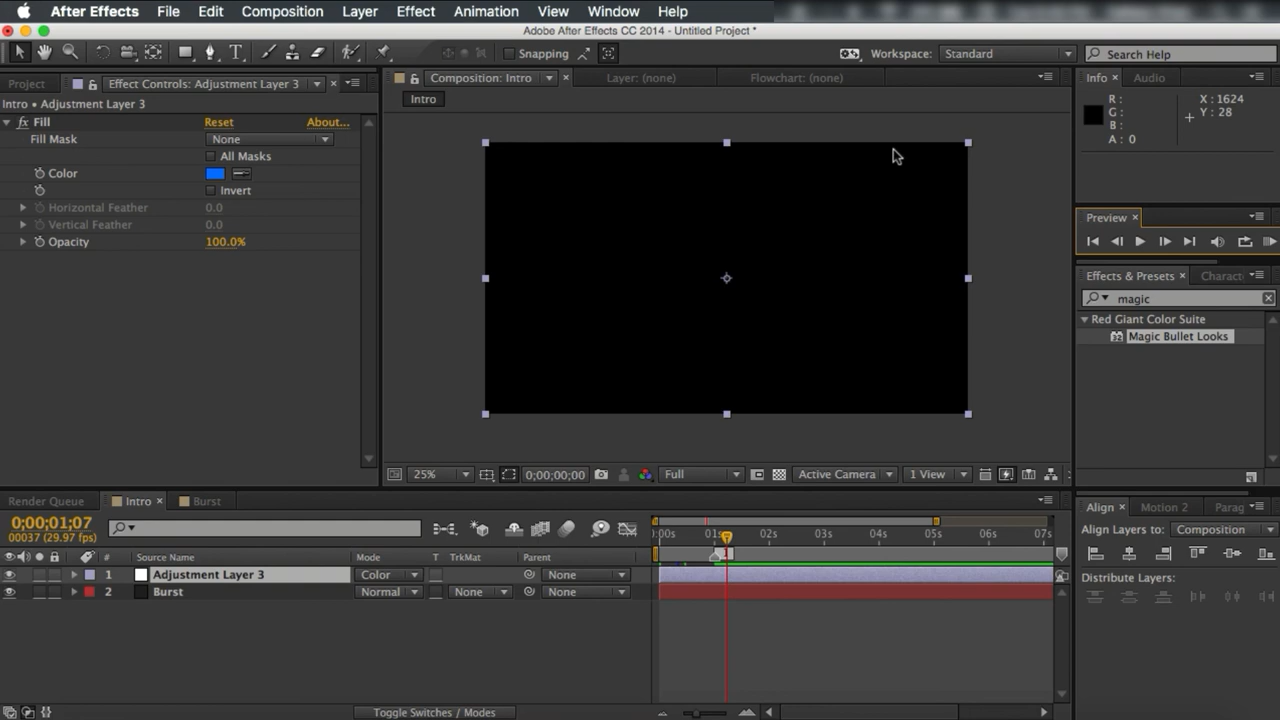 After Effects File Edit Composition Layer Effect Animation View Window Help
Adobe After Effects CC 2014 - Untitled Project *
Snapping Workspace: Standard Search Help
Project Effect Controls: Adjustment Layer 3 Composition: Intro Layer: (none) Flowchart: (none) Info Audio
Intro • Adjustment Layer 3 Intro R: X: 1624
G: Y: 28
B:
A: 0
fx Fill Reset About...
Fill Mask None
All Masks
Color
Invert
Horizontal Feather 0.0
Vertical Feather 0.0 Preview
Opacity 100.0%
Effects & Presets Charact
magic
Red Giant Color Suite
32 Magic Bullet Looks
25% 0;00;00;00 Full Active Camera 1 View
Render Queue Intro Burst Align Motion 2 Parag
0;00;01;07
00037 (29.97 fps)
:00s 01s 02s 03s 04s 05s 06s 07s
Align Layers to: Composition
# Source Name Mode T TrkMat Parent
1 Adjustment Layer 3 Color None
2 Burst Normal None None
Distribute Layers:
Toggle Switches / Modes